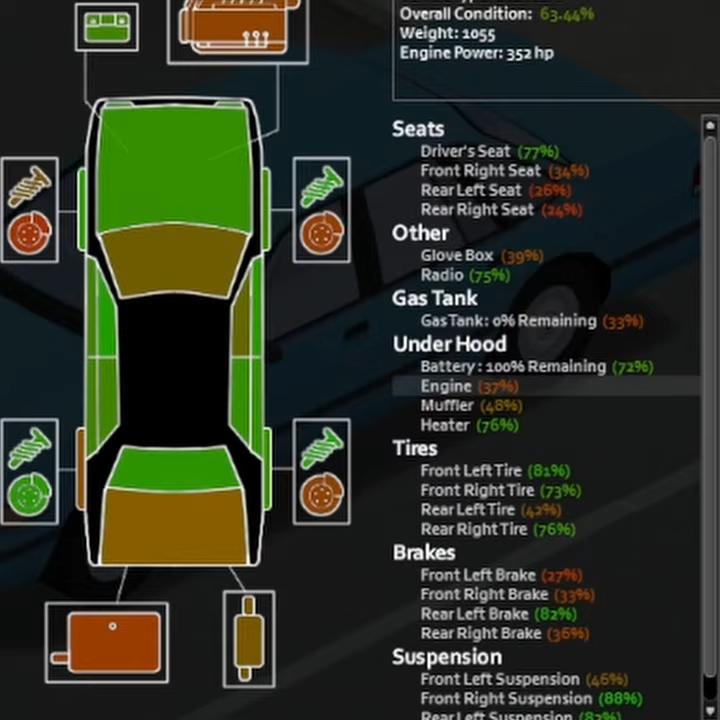 Overall Condition: 63.44%
Weight: 1055
Engine Power: 352 hp
Seats
Driver's Seat (77%)
Front Right Seat (34%)
Rear Left Seat (26%)
Rear Right Seat (24%)
Other
Glove Box (39%)
Radio (75%)
Gas Tank
Gas Tank: 0% Remaining (33%)
Under Hood
Battery : 100% Remaining (72%)
Engine (37%)
Muffler (48%)
Heater (76%)
Tires
Front Left Tire (81%)
Front Right Tire (73%)
Rear Left Tire (42%)
Rear Right Tire (76%)
Brakes
Front Left Brake (27%)
Front Right Brake (33%)
Rear Left Brake (82%)
Rear Right Brake (36%)
Suspension
Front Left Suspension (46%)
Front Right Suspension (88%)
Rear Left Suspension